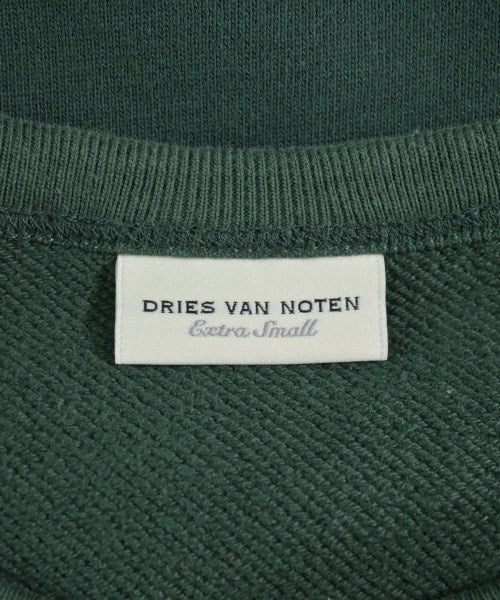 DRIES VAN NOTEN
Extra Small